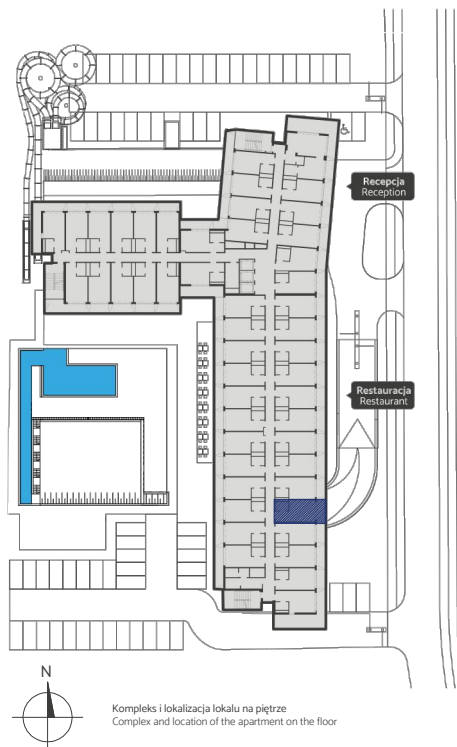 Recepcja
Reception
Restauracja
Restaurant
N
Kompleks i lokalizacja lokalu na piętrze
Complex and location of the apartment on the floor